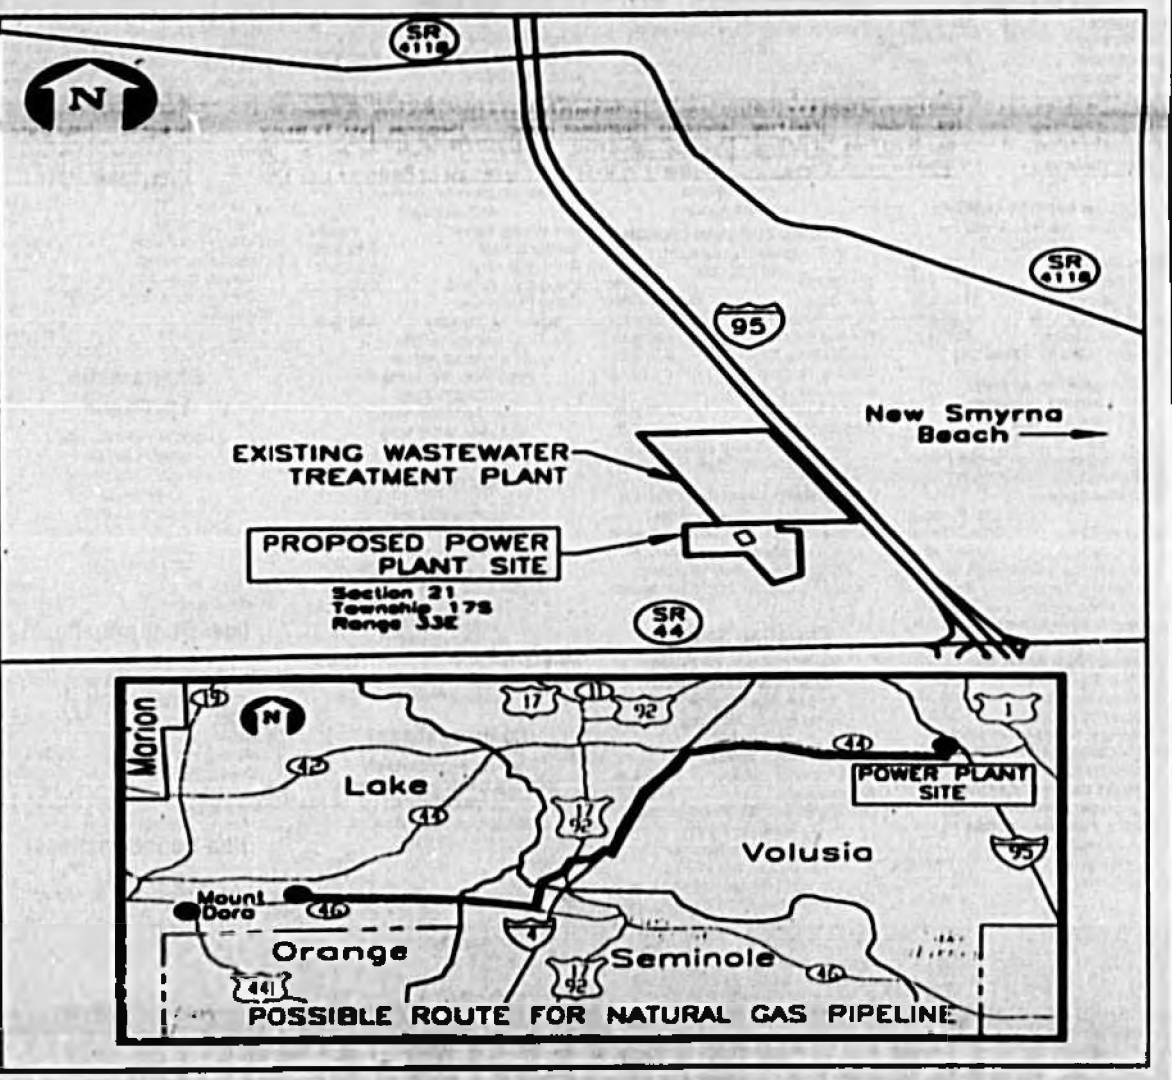 SR
4118
N
SR
4118
95
New Smyrna
Beach
EXISTING WASTEWATER
TREATMENT PLANT
PROPOSED POWER
PLANT SITE
Section 21
Township 17S
Range 33E
SR
44
Marion
19
N
17
11
92
1
42
Lake
44
POWER PLANT
SITE
43
17
92
Volusia
95
Mount
Dora
46
4
Orange
Seminole
441
17
92
46
POSSIBLE ROUTE FOR NATURAL GAS PIPELINE